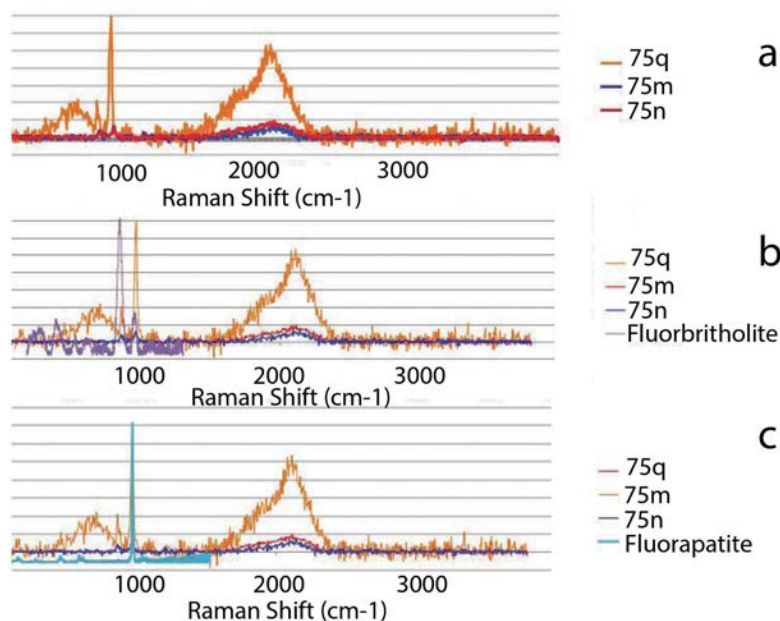 a
75q
75m
75n
1000 2000 3000
Raman Shift (cm-1)
b
75q
75m
75n
Fluorbritholite
1000 2000 3000
Raman Shift (cm-1)
c
75q
75m
75n
Fluorapatite
1000 2000 3000
Raman Shift (cm-1)